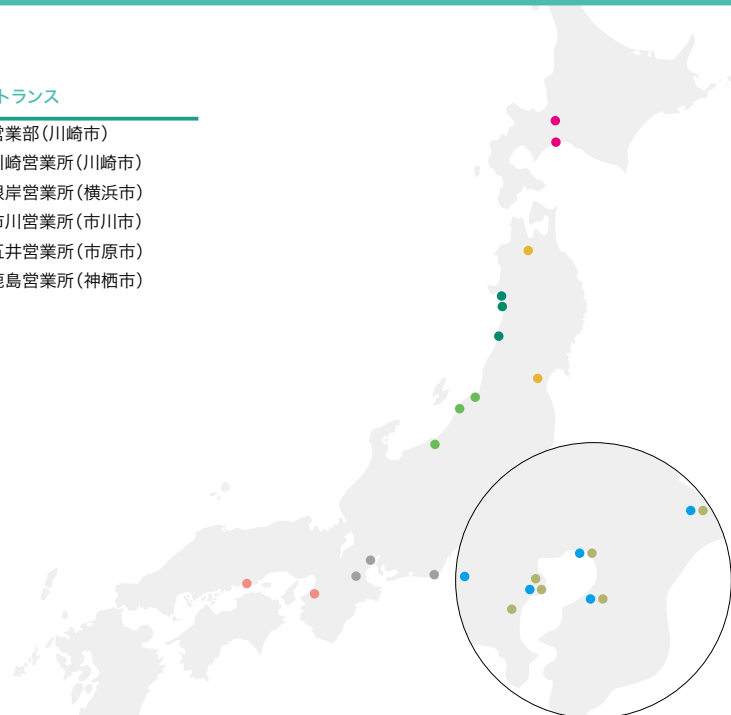 トランス
営業部(川崎市)
川崎営業所(川崎市)
根岸営業所(横浜市)
市川営業所(市川市)
五井営業所(市原市)
鹿島営業所(神栖市)